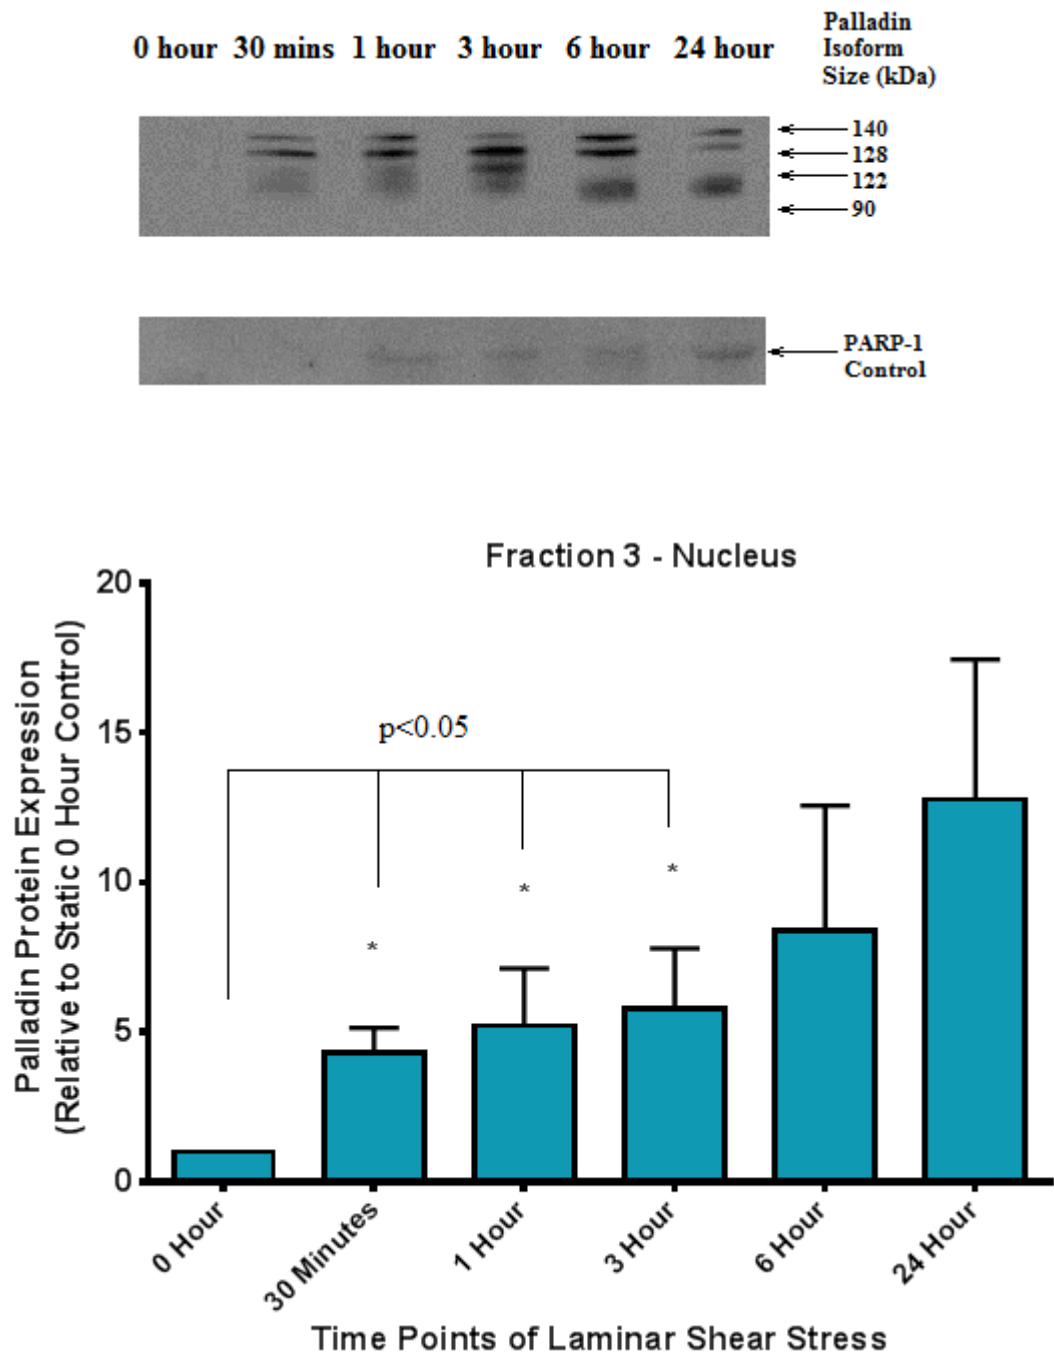 0 hour 30 mins 1 hour 3 hour 6 hour 24 hour
Palladin
Isoform
Size (kDa)
140
128
122
90
PARP-1
Control
Fraction 3 - Nucleus
Palladin Protein Expression
(Relative to Static 0 Hour Control)
20
15
10
5
0
p<0.05
*
*
*
0 Hour
30 Minutes
1 Hour
3 Hour
6 Hour
24 Hour
Time Points of Laminar Shear Stress